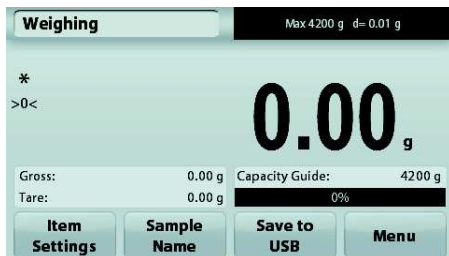 Weighing Max 4200 g d= 0.01 g
*
>0<
0.00 g
Gross: 0.00 g Capacity Guide: 4200 g
Tare: 0.00 g 0%
Item Settings Sample Name Save to USB Menu